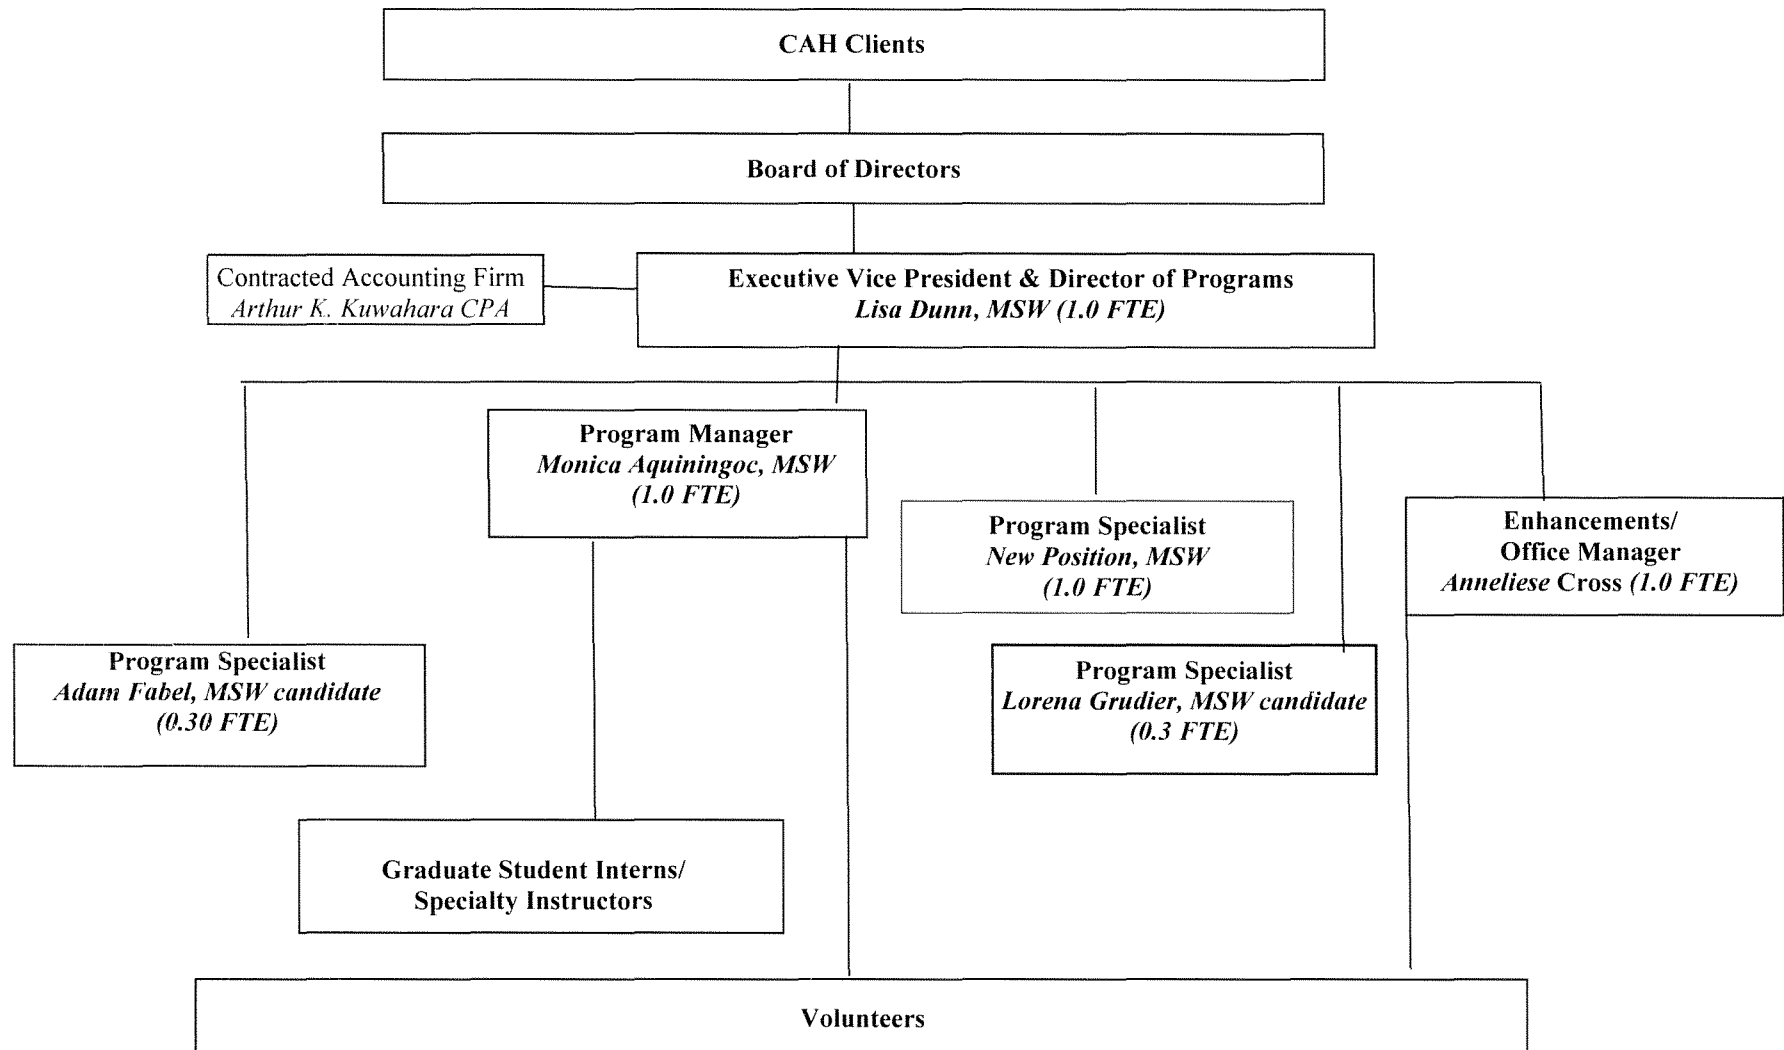 CAH Clients
Board of Directors
Contracted Accounting Firm
Arthur K. Kuwahara CPA
Executive Vice President & Director of Programs
Lisa Dunn, MSW (1.0 FTE)
Program Manager
Monica Aquiningoc, MSW
(1.0 FTE)
Program Specialist
New Position, MSW
(1.0 FTE)
Enhancements/
Office Manager
Anneliese Cross (1.0 FTE)
Program Specialist
Adam Fabel, MSW candidate
(0.30 FTE)
Program Specialist
Lorena Grudier, MSW candidate
(0.3 FTE)
Graduate Student Interns/
Specialty Instructors
Volunteers